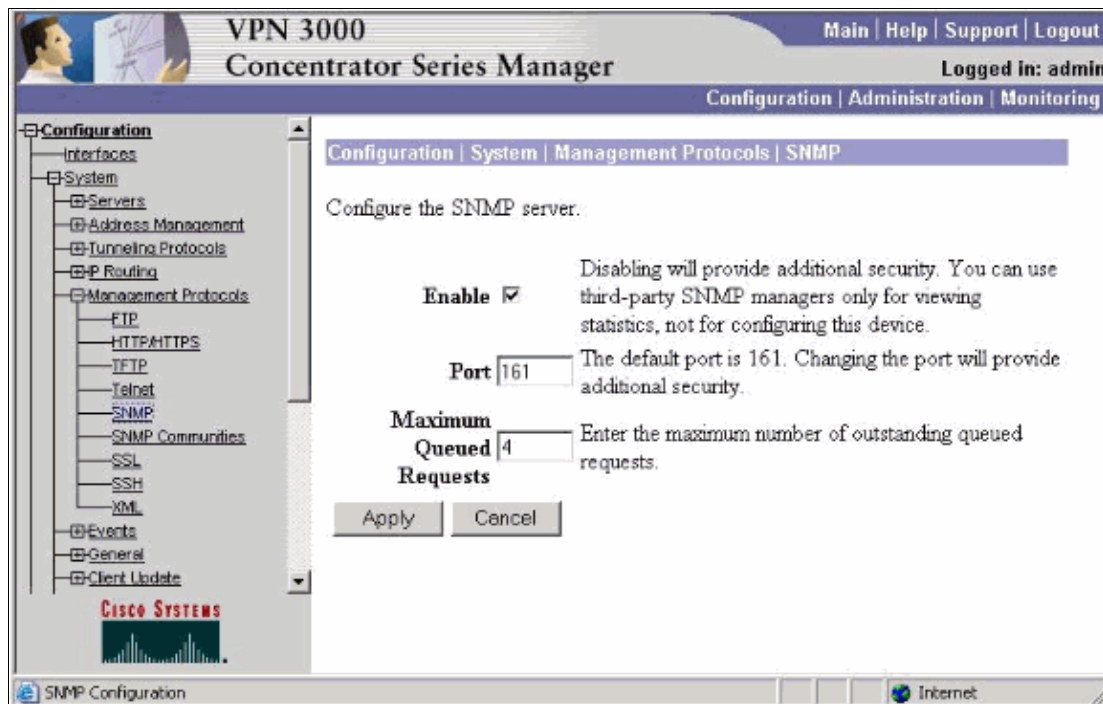 VPN 3000
Concentrator Series Manager
Main | Help | Support | Logout
Logged in: admin
Configuration | Administration | Monitoring
Configuration
Interfaces
System
Servers
Address Management
Tunneling Protocols
IP Routing
Management Protocols
FTP
HTTP/HTTPS
TFTP
Telnet
SNMP
SNMP Communities
SSL
SSH
XML
Events
General
Client Update
CISCO SYSTEMS
Configuration | System | Management Protocols | SNMP
Configure the SNMP server.
Enable
Disabling will provide additional security. You can use
third-party SNMP managers only for viewing
statistics, not for configuring this device.
Port 161
The default port is 161. Changing the port will provide
additional security.
Maximum
Queued 4
Requests
Enter the maximum number of outstanding queued
requests.
Apply
Cancel
SNMP Configuration
Internet